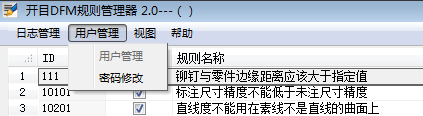 开目DFM规则管理器 2.0--- ( )
日志管理 用户管理 视图 帮助
ID 规则名称
用户管理
密码修改
1 111 铆钉与零件边缘距离应该大于指定值
2 10101 标注尺寸精度不能低于未注尺寸精度
3 10201 直线度不能用在素线不是直线的曲面上